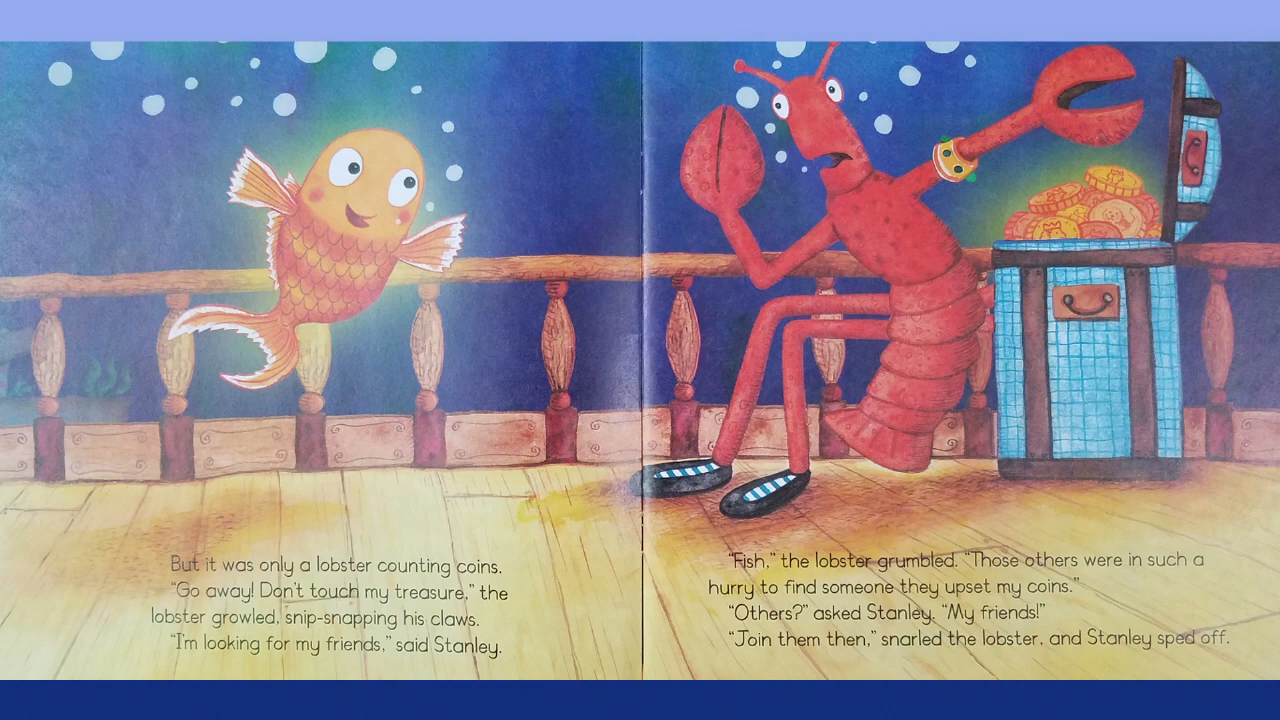 But it was only a lobster counting coins.
“Go away! Don’t touch my treasure,” the
lobster growled, snip-snapping his claws.
“I’m looking for my friends,” said Stanley.
“Fish,” the lobster grumbled. “Those others were in such a
hurry to find someone they upset my coins.”
“Others?” asked Stanley. “My friends!”
“Join them then,” snarled the lobster, and Stanley sped off.